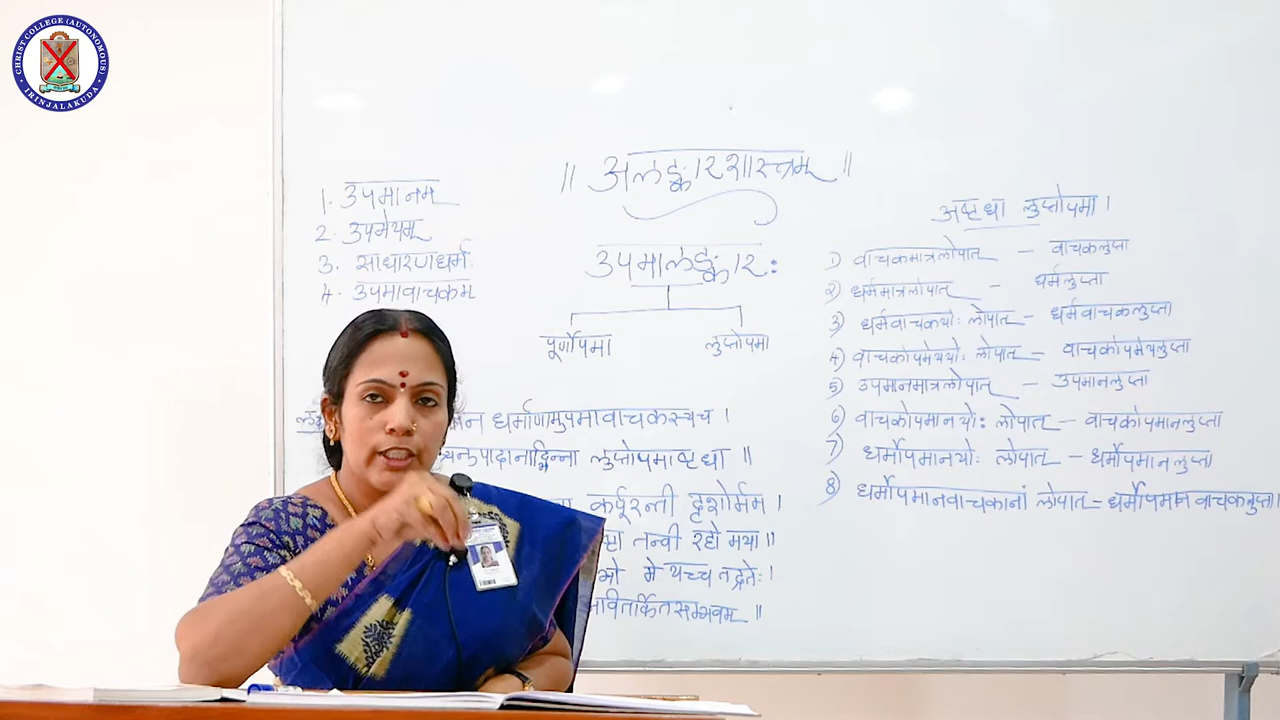 CHRIST COLLEGE (AUTONOMOUS)
IRINJALAKUDA
॥ अलङ्कारशास्त्रम् ॥
1. उपमानम्
2. उपमेयम्
3. साधारणधर्मः
4. उपमावाचकम्
उपमालङ्कारः
पूर्णोपमा लुप्तोपमा
धर्माणामुपमावाचकस्य च ।
लुप्तोपमाष्टधा ॥
कर्पूरन्ती दृशोर्मम ।
तन्वी रहो मया ॥
मे यच्च तद्रतेः ।
अष्टधा लुप्तोपमा ।
1) वाचकमात्रलोपात् - वाचकलुप्ता
2) धर्ममात्रलोपात् - धर्मलुप्ता
3) धर्मवाचकयोः लोपात् - धर्मवाचकलुप्ता
4) वाचकोपमेययोः लोपात् - वाचकोपमेयलुप्ता
5) उपमानमात्रलोपात् - उपमानलुप्ता
6) वाचकोपमानयोः लोपात् - वाचकोपमानलुप्ता
7) धर्मोपमानयोः लोपात् - धर्मोपमानलुप्ता
8) धर्मोपमानवाचकानां लोपात् = धर्मोपमान वाचकलुप्ता